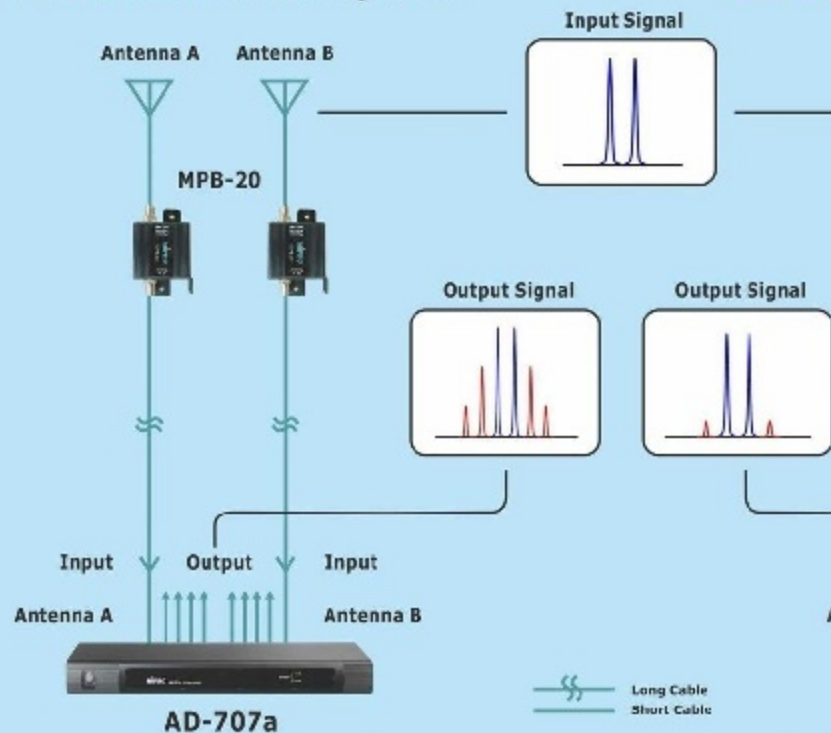 Input Signal
Antenna A Antenna B
MPB-20
Output Signal Output Signal
Input Output Input
Antenna A Antenna B
AD-707a
Long Cable
Short Cable